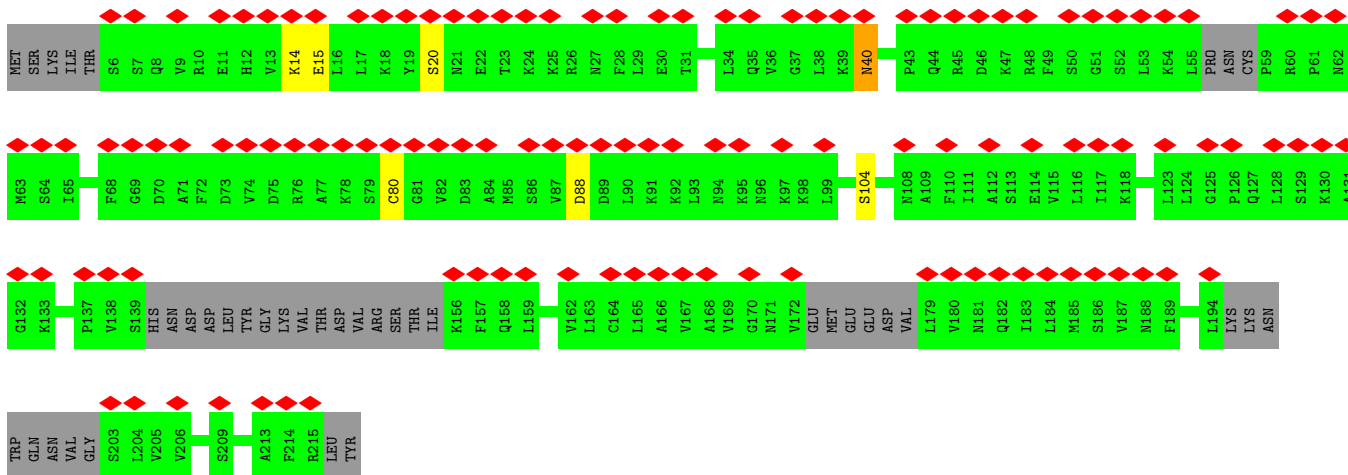 MET SER LYS ILE THR S6 S7 Q8 V9 R10 E11 H12 V13 K14 E15 L16 L17 K18 Y19 S20 N21 E22 T23 K24 K25 R26 N27 F28 L29 E30 T31 L34 Q35 V36 G37 L38 K39 N40 P43 Q44 R45 D46 K47 R48 F49 S50 G51 S52 L53 K54 L55 PRO ASN CYS P59 R60 P61 N62
M63 S64 I65 F68 G69 D70 A71 F72 D73 V74 D75 R76 A77 K78 S79 C80 G81 V82 D83 A84 M85 S86 V87 D88 D89 L90 K91 K92 L93 N94 K95 N96 K97 K98 L99 S104 N108 A109 F110 I111 A112 S113 E114 V115 L116 I117 K118 L123 L124 G125 P126 Q127 L128 S129 K130 A131
G132 K133 P137 V138 S139 HIS ASN ASP ASP LEU TYR GLY LYS VAL THR ASP VAL ARG SER THR ILE K156 F157 Q158 L159 V162 L163 C164 L165 A166 V167 A168 V169 G170 N171 V172 GLU MET GLU GLU ASP VAL L179 V180 N181 Q182 I183 L184 M185 S186 V187 N188 F189 L194 LYS LYS ASN
TRP GLN ASN VAL GLY S203 L204 V205 V206 S209 A213 F214 R215 LEU TYR